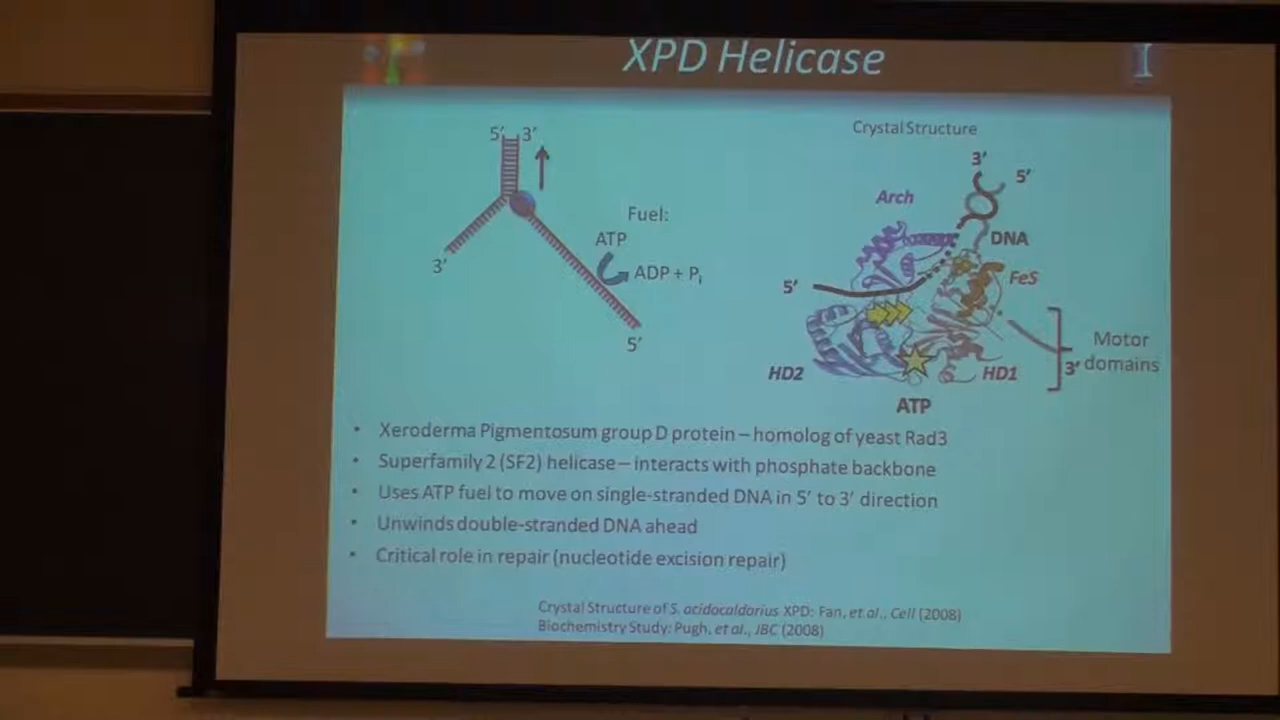 XPD Helicase
I
5' 3'
3'
5'
Fuel:
ATP
ADP + Pi
Crystal Structure
3'
5'
Arch
DNA
5'
FeS
Motor
domains
3'
HD2
HD1
ATP
• Xeroderma Pigmentosum group D protein – homolog of yeast Rad3
• Superfamily 2 (SF2) helicase – interacts with phosphate backbone
• Uses ATP fuel to move on single-stranded DNA in 5' to 3' direction
• Unwinds double-stranded DNA ahead
• Critical role in repair (nucleotide excision repair)
Crystal Structure of S. acidocaldarius XPD: Fan, et al., Cell (2008)
Biochemistry Study: Pugh, et al., JBC (2008)